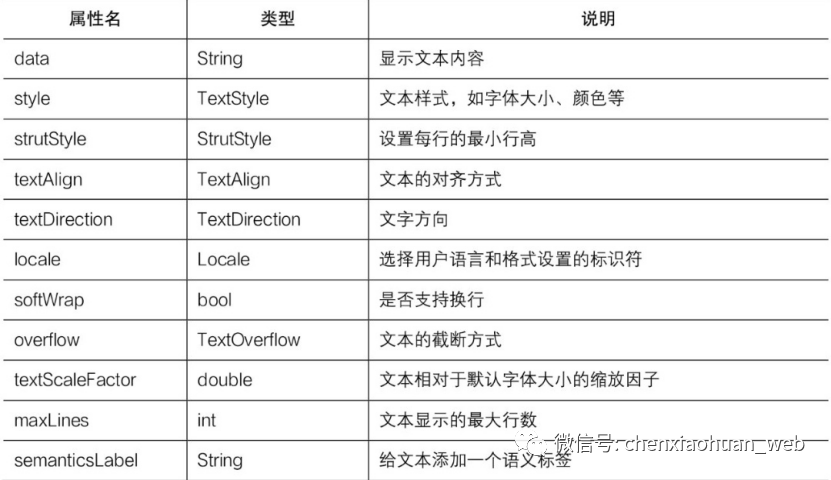 属性名 类型 说明
data String 显示文本内容
style TextStyle 文本样式，如字体大小、颜色等
strutStyle StrutStyle 设置每行的最小行高
textAlign TextAlign 文本的对齐方式
textDirection TextDirection 文字方向
locale Locale 选择用户语言和格式设置的标识符
softWrap bool 是否支持换行
overflow TextOverflow 文本的截断方式
textScaleFactor double 文本相对于默认字体大小的缩放因子
maxLines int 文本显示的最大行数
微信号: chenxiaohuan_web
semanticsLabel String 给文本添加一个语义标签